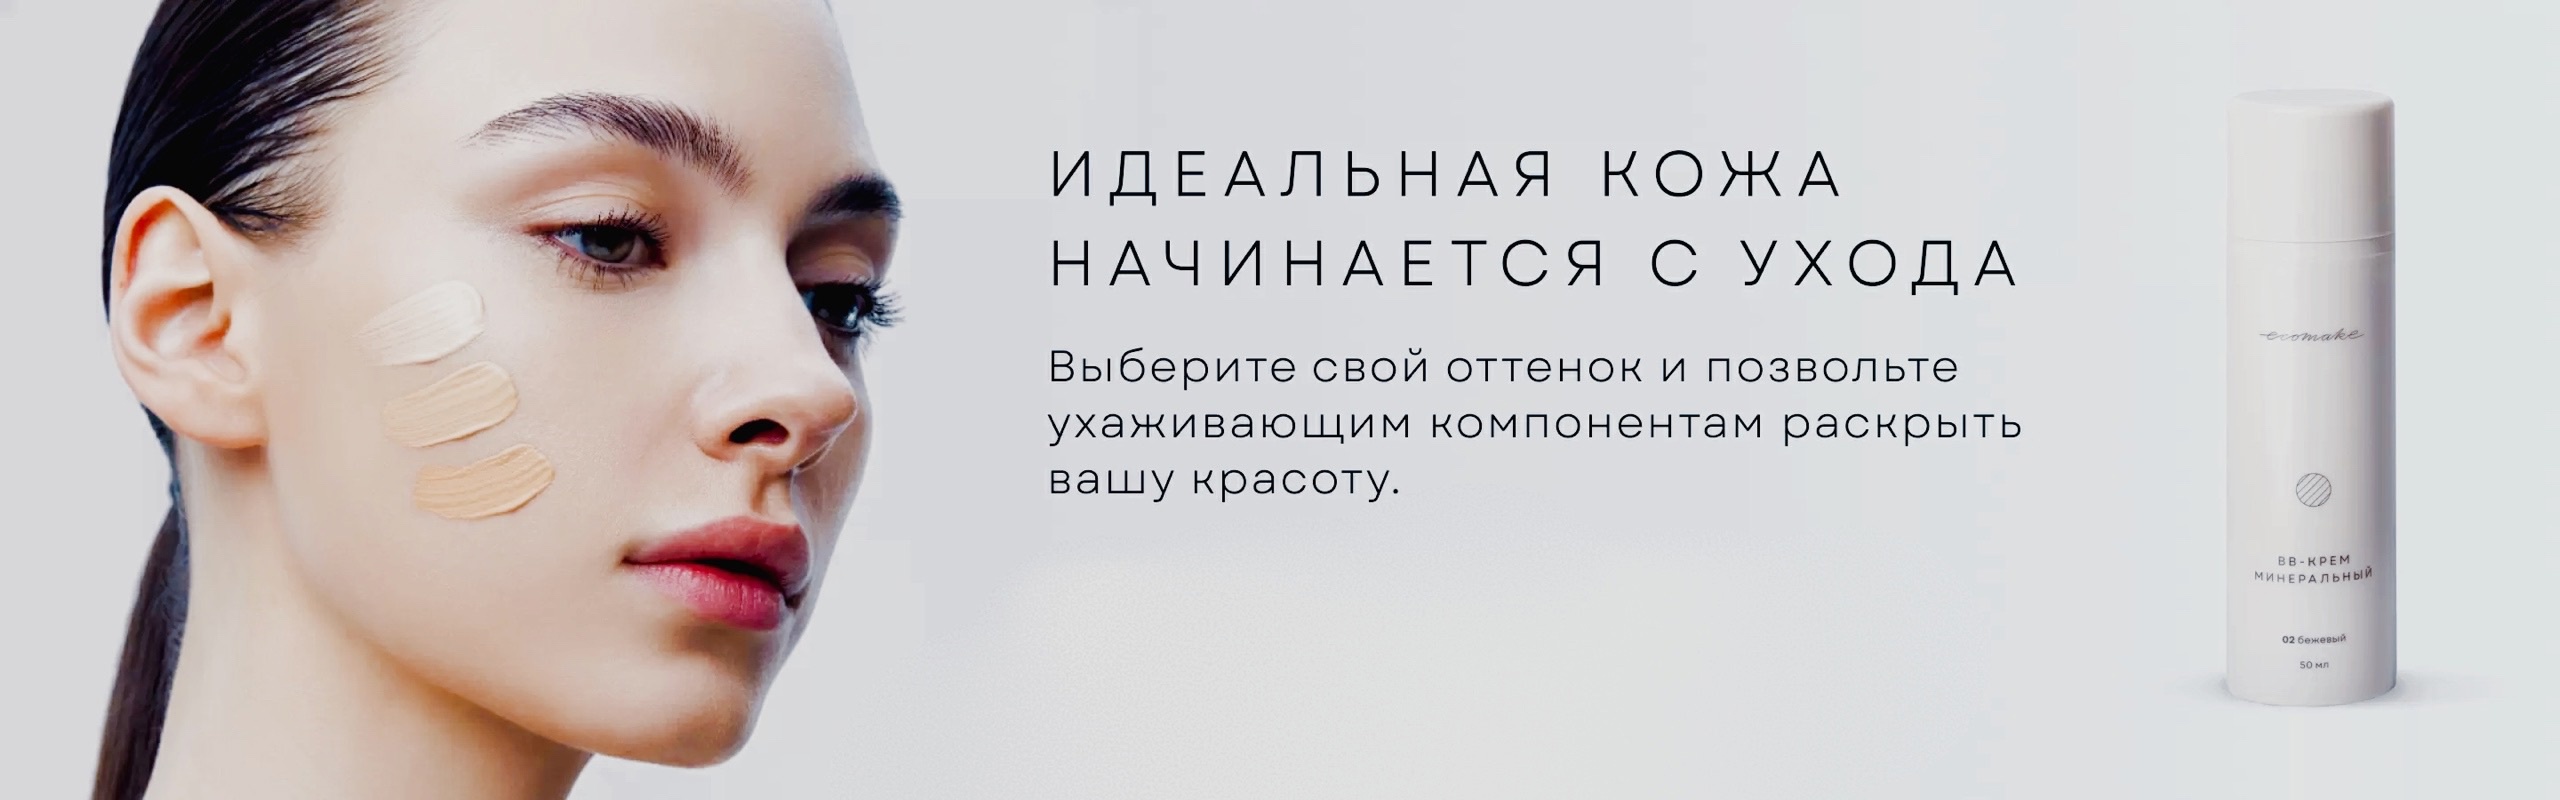 ИДЕАЛЬНАЯ КОЖА
НАЧИНАЕТСЯ С УХОДА
Выберите свой оттенок и позвольте
ухаживающим компонентам раскрыть
вашу красоту.
ecomake
BB-КРЕМ
МИНЕРАЛЬНЫЙ
02 бежевый
50 мл